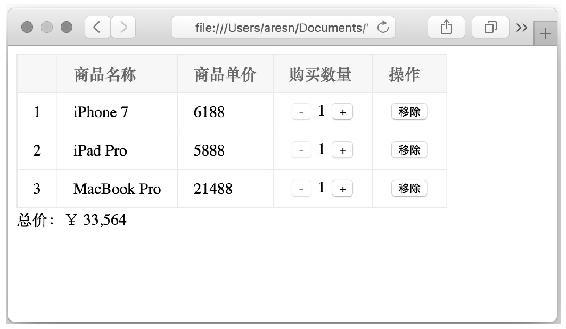 file:///Users/aresn/Documents/'
商品名称 商品单价 购买数量 操作
1 iPhone 7 6188 - 1 + 移除
2 iPad Pro 5888 - 1 + 移除
3 MacBook Pro 21488 - 1 + 移除
总价：￥ 33,564